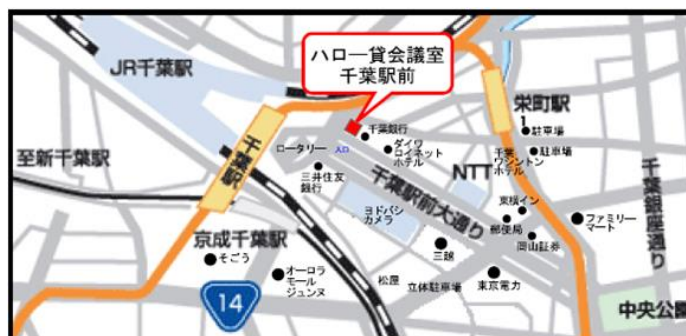 JR千葉駅
ハロー貸会議室
千葉駅前
栄町駅
1
駐車場
千葉銀行
ダイワ
ロイネット
ホテル
ロータリー
入口
千葉
ワシントン
ホテル
駐車場
至新千葉駅
千葉駅
三井住友
銀行
NTT
千葉駅前大通り
千葉銀座通り
ヨドバシ
カメラ
東横イン
郵便局
岡山証券
ファミリー
マート
京成千葉駅
そごう
三越
オーロラ
モール
ジュンヌ
松屋
立体駐車場
東京電力
14
中央公園